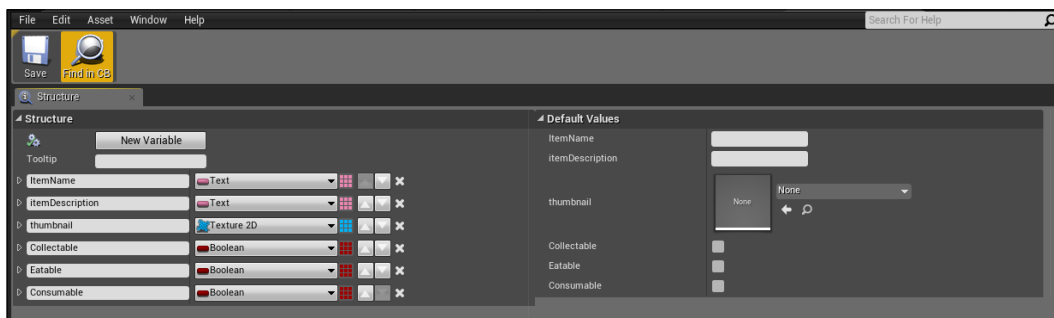 File Edit Asset Window Help Search For Help
Save Find in CB
Structure
Structure
New Variable
Tooltip
ItemName Text
itemDescription Text
thumbnail Texture 2D
Collectable Boolean
Eatable Boolean
Consumable Boolean
Default Values
ItemName
itemDescription
thumbnail None None
Collectable
Eatable
Consumable